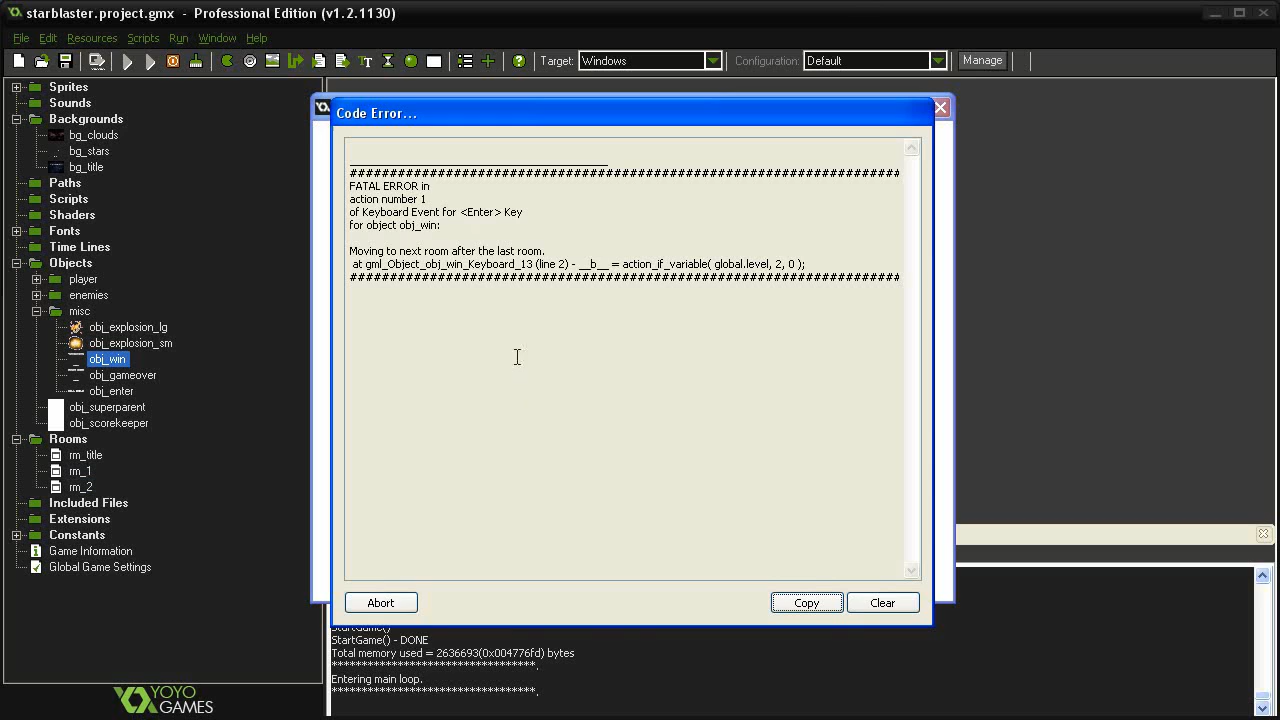 starblaster.project.gmx - Professional Edition (v1.2.1130)
File Edit Resources Scripts Run Window Help
Target: Windows Configuration: Default Manage
Sprites
Sounds
Backgrounds
bg_clouds
bg_stars
bg_title
Paths
Scripts
Shaders
Fonts
Time Lines
Objects
player
enemies
misc
obj_explosion_lg
obj_explosion_sm
obj_win
obj_gameover
obj_enter
obj_superparent
obj_scorekeeper
Rooms
rm_title
rm_1
rm_2
Included Files
Extensions
Constants
Game Information
Global Game Settings
YOYO
GAMES
Code Error...
FATAL ERROR in
action number 1
of Keyboard Event for <Enter> Key
for object obj_win:
Moving to next room after the last room.
at gml_Object_obj_win_Keyboard_13 (line 2) - __b__ = action_if_variable( global.level, 2, 0 );
Abort Copy Clear
StartGame()
StartGame() - DONE
Total memory used = 2636693(0x004776fd) bytes
Entering main loop.